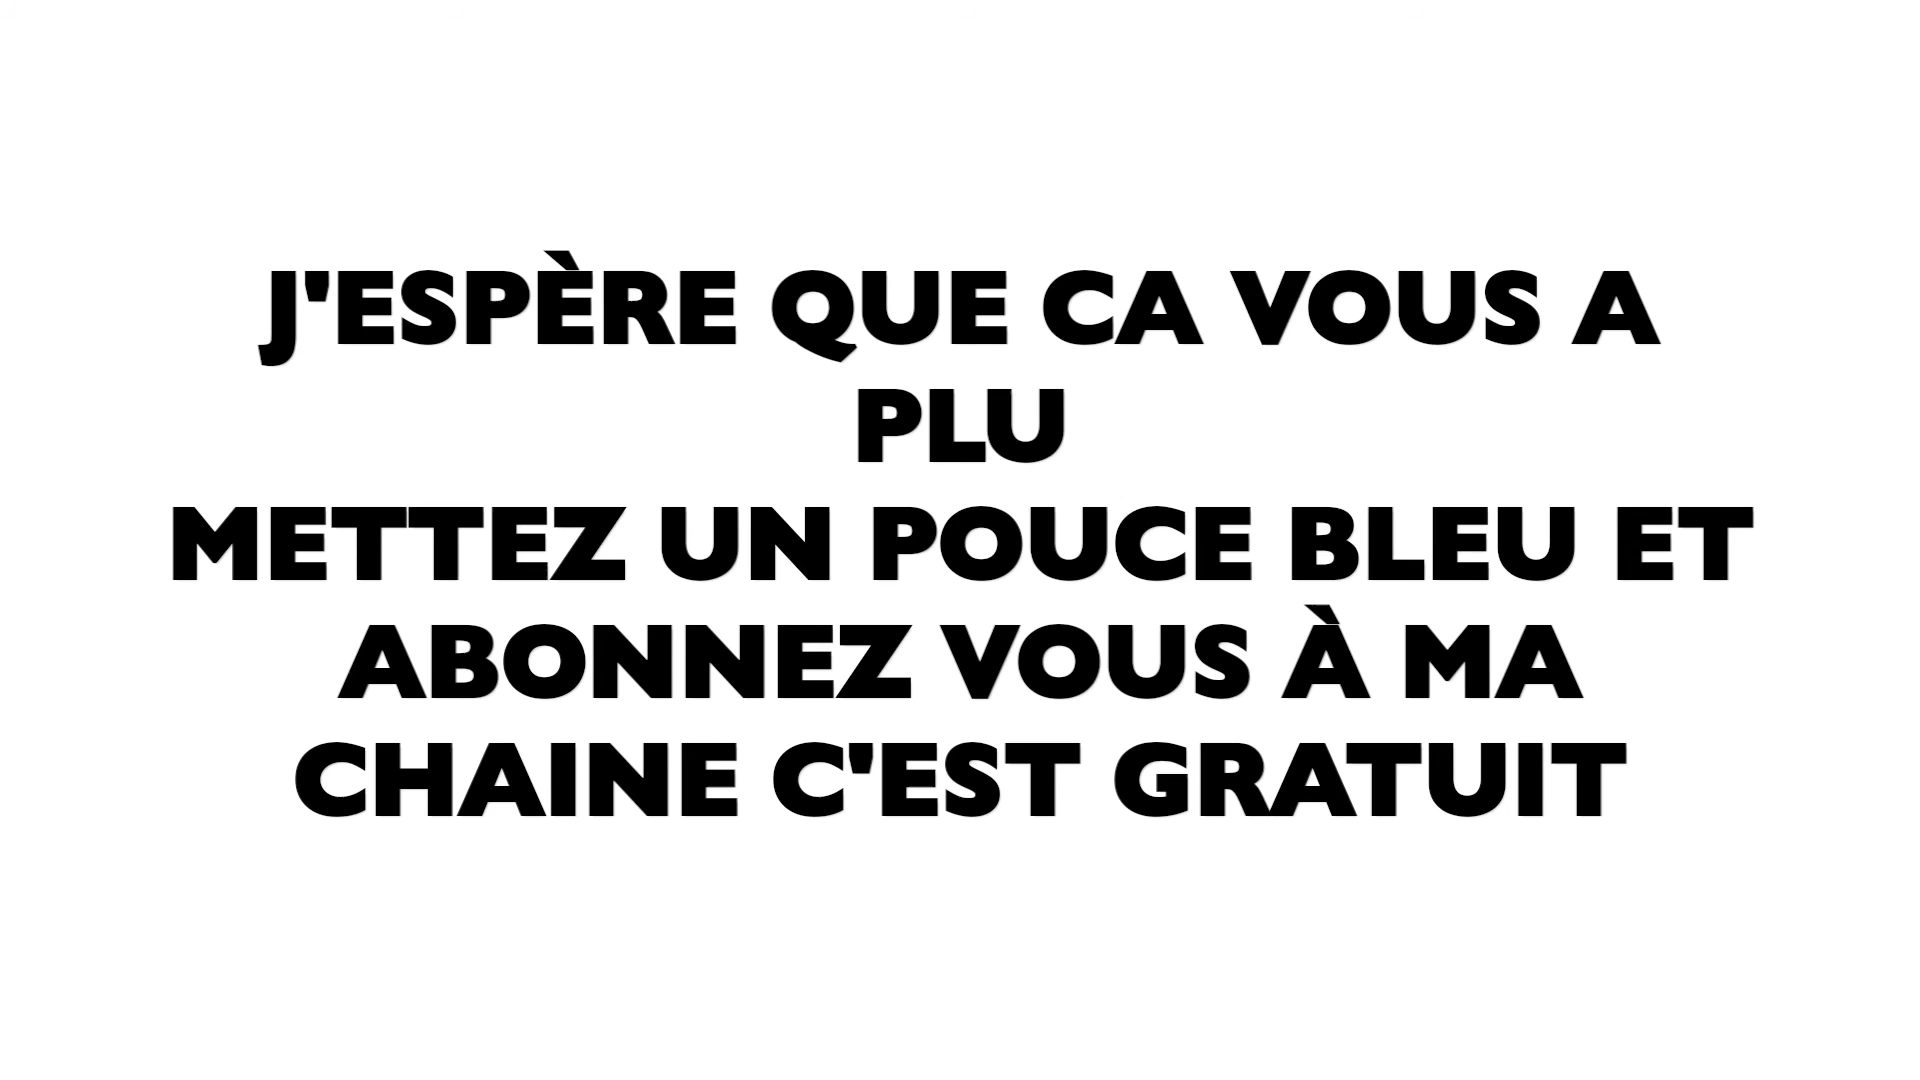 J'ESPÈRE QUE CA VOUS A
PLU
METTEZ UN POUCE BLEU ET
ABONNEZ VOUS À MA
CHAINE C'EST GRATUIT